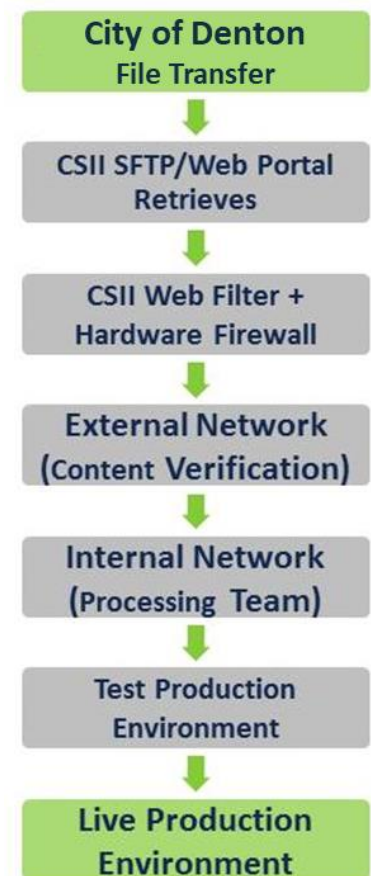 City of Denton
File Transfer
CSII SFTP/Web Portal
Retrieves
CSII Web Filter +
Hardware Firewall
External Network
(Content Verification)
Internal Network
(Processing Team)
Test Production
Environment
Live Production
Environment